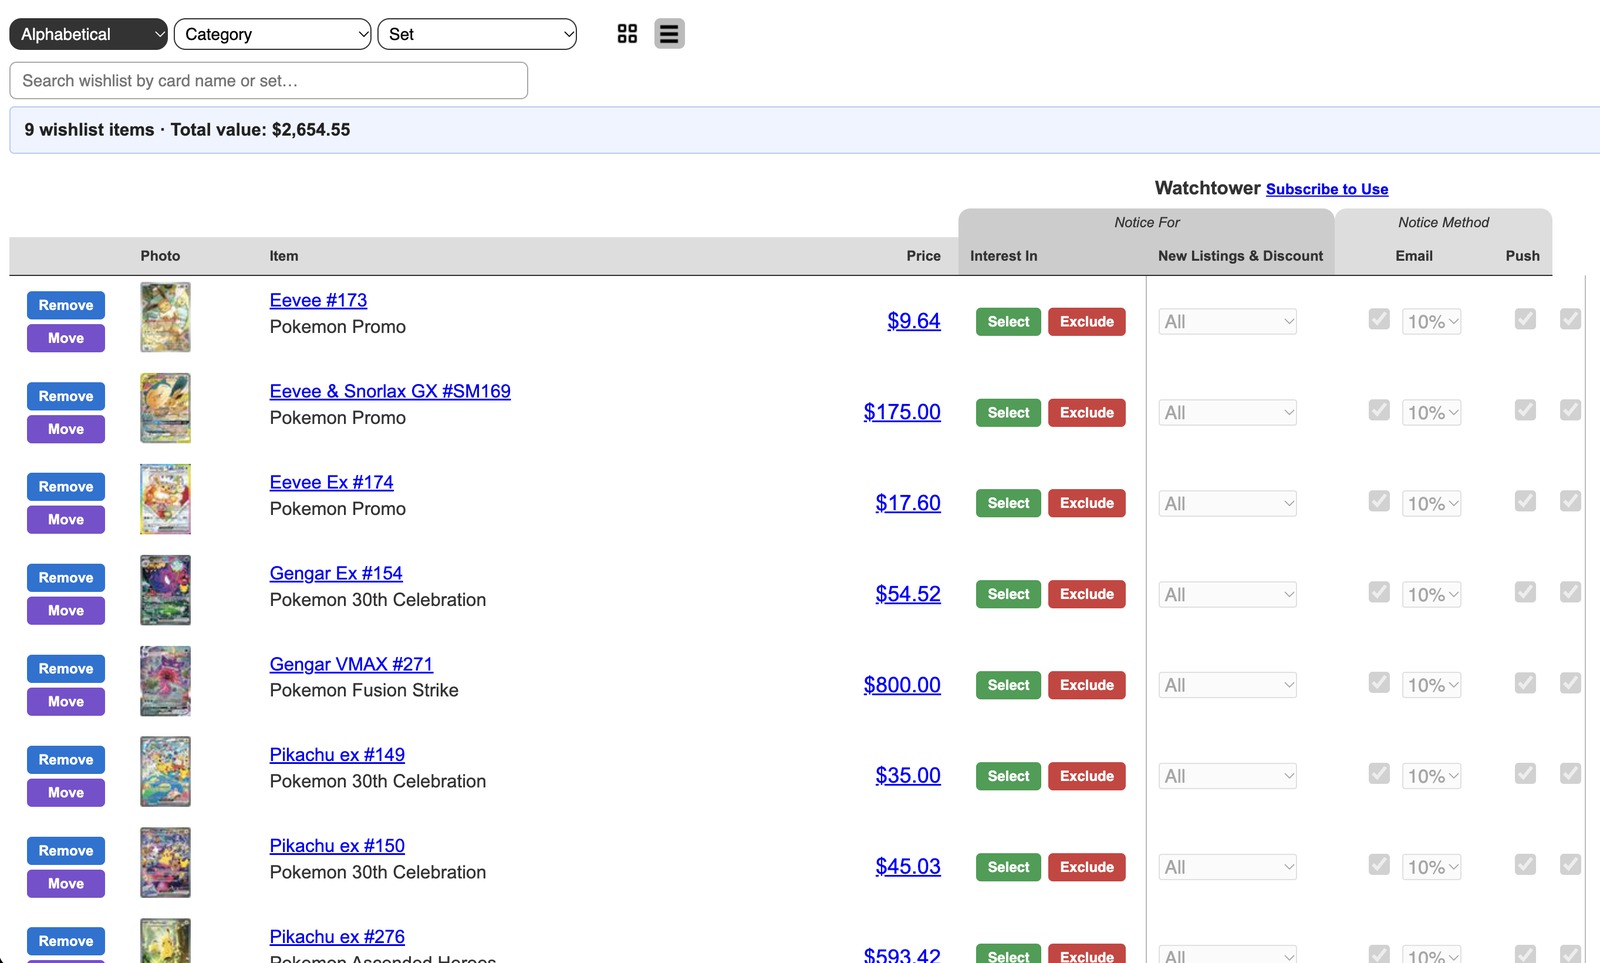 Alphabetical Category Set
Search wishlist by card name or set...
9 wishlist items · Total value: $2,654.55
Watchtower Subscribe to Use
Notice For Notice Method
Photo Item Price Interest In New Listings & Discount Email Push
Remove Eevee #173
Move Pokemon Promo $9.64 Select Exclude All 10%
Remove Eevee & Snorlax GX #SM169
Move Pokemon Promo $175.00 Select Exclude All 10%
Remove Eevee Ex #174
Move Pokemon Promo $17.60 Select Exclude All 10%
Remove Gengar Ex #154
Move Pokemon 30th Celebration $54.52 Select Exclude All 10%
Remove Gengar VMAX #271
Move Pokemon Fusion Strike $800.00 Select Exclude All 10%
Remove Pikachu ex #149
Move Pokemon 30th Celebration $35.00 Select Exclude All 10%
Remove Pikachu ex #150
Move Pokemon 30th Celebration $45.03 Select Exclude All 10%
Remove Pikachu ex #276
Pokemon Ascended Heroes $593.42 Select Exclude All 10%